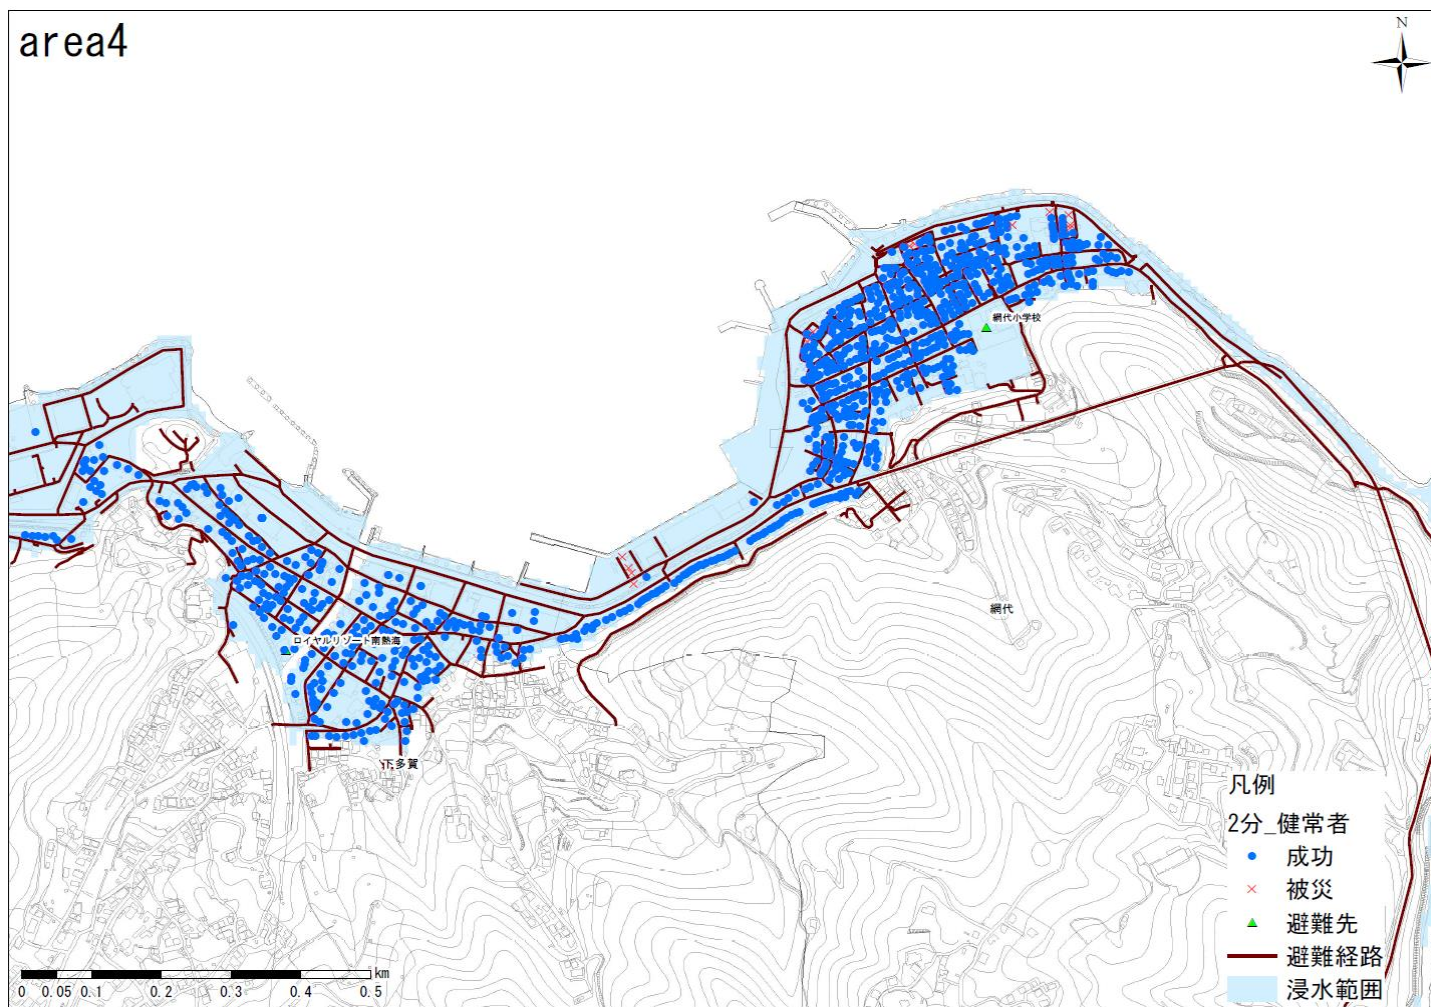 area4
N
網代小学校
網代
ロイヤルリゾート南熱海
下多賀
凡例
2分_健常者
成功
被災
避難先
避難経路
浸水範囲
km
0 0.05 0.1 0.2 0.3 0.4 0.5